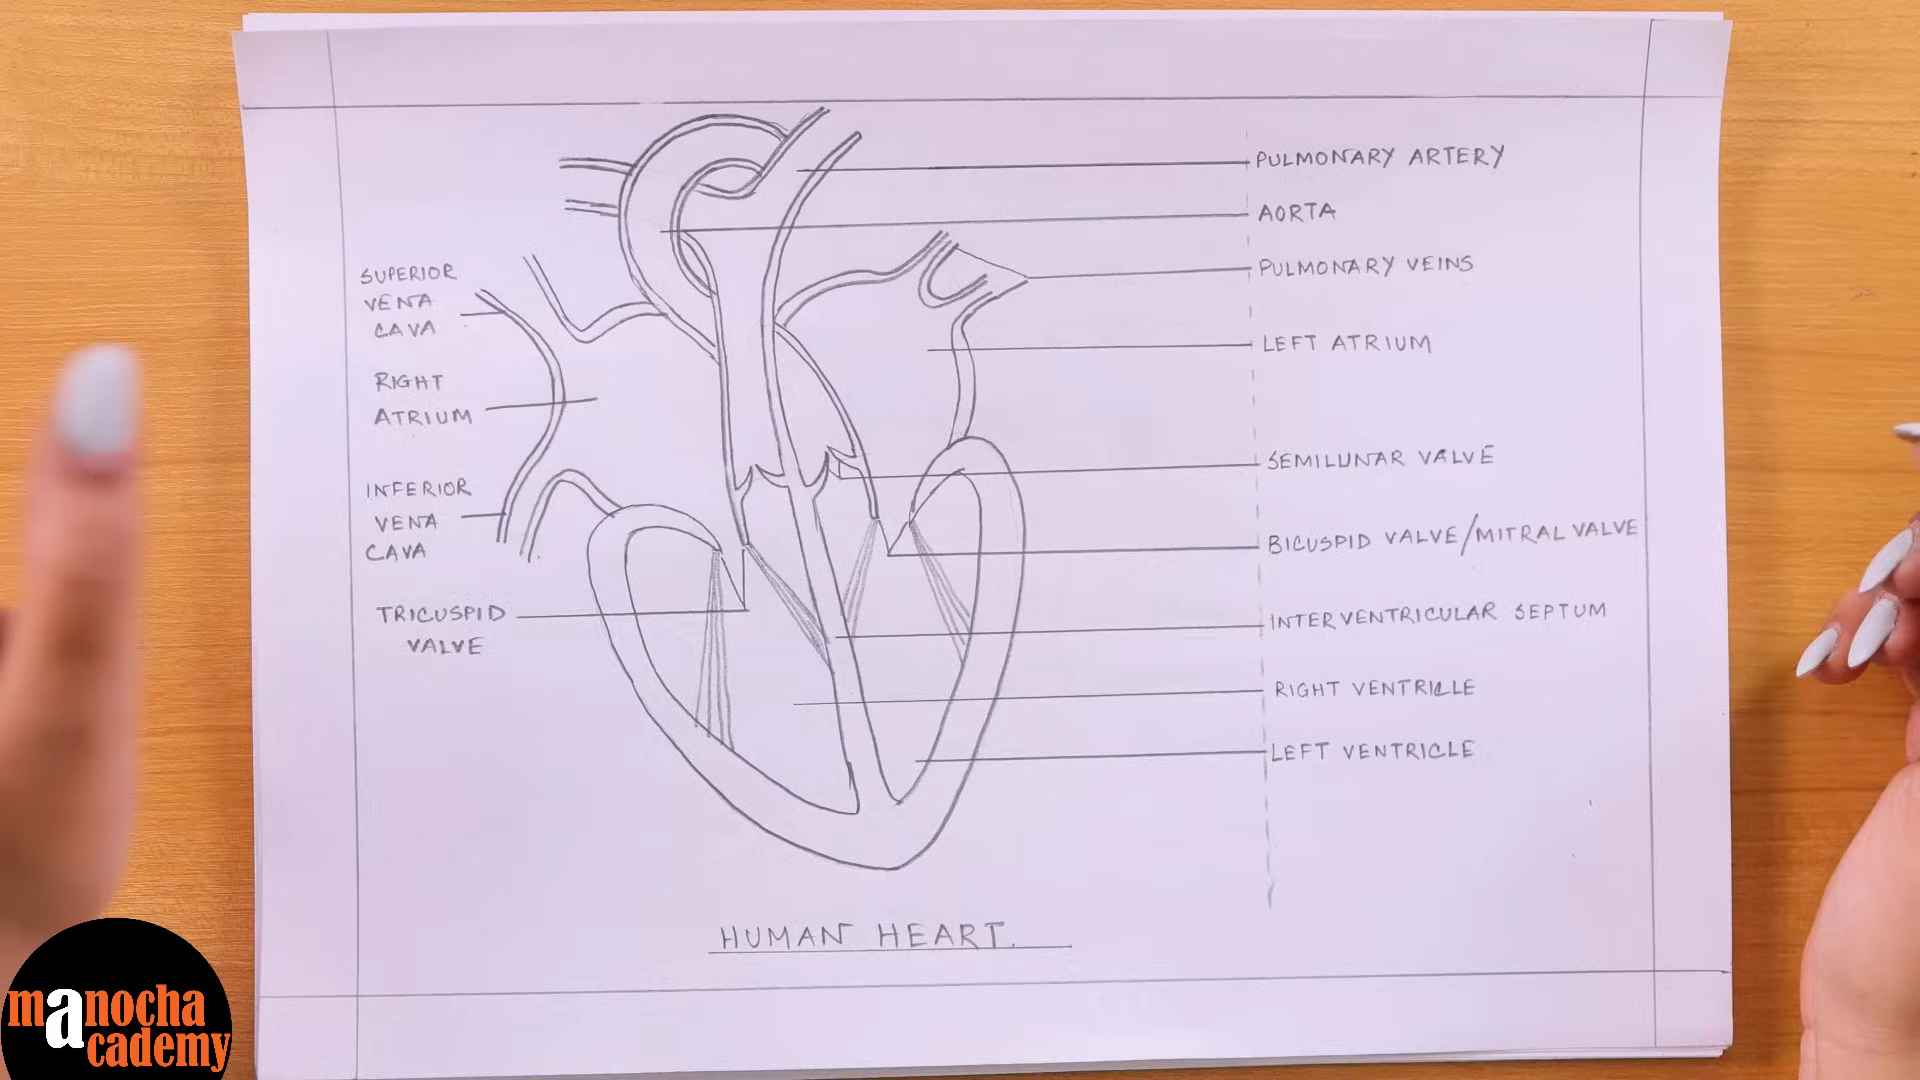 PULMONARY ARTERY
AORTA
PULMONARY VEINS
LEFT ATRIUM
SEMILUNAR VALVE
BICUSPID VALVE/MITRAL VALVE
INTERVENTRICULAR SEPTUM
RIGHT VENTRICLE
LEFT VENTRICLE
SUPERIOR
VENA
CAVA
RIGHT
ATRIUM
INFERIOR
VENA
CAVA
TRICUSPID
VALVE
HUMAN HEART.
manocha
cademy